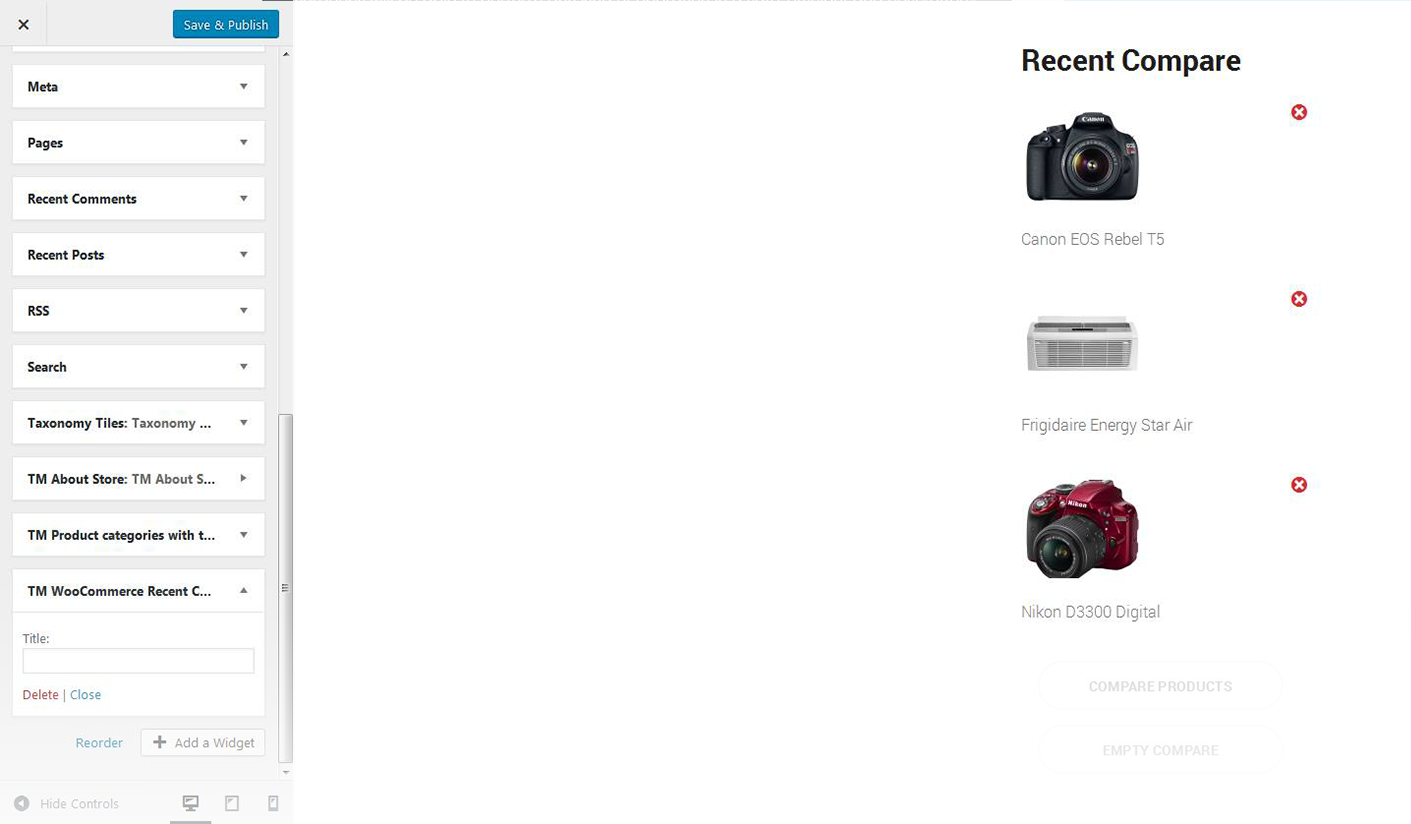 Save & Publish
Meta
Pages
Recent Comments
Recent Posts
RSS
Search
Taxonomy Tiles: Taxonomy ...
TM About Store: TM About S...
TM Product categories with t...
TM WooCommerce Recent C...
Title:
Delete | Close
Reorder
Add a Widget
Hide Controls
Recent Compare
Canon
Canon EOS Rebel T5
Frigidaire Energy Star Air
Nikon
Nikon D3300 Digital
COMPARE PRODUCTS
EMPTY COMPARE